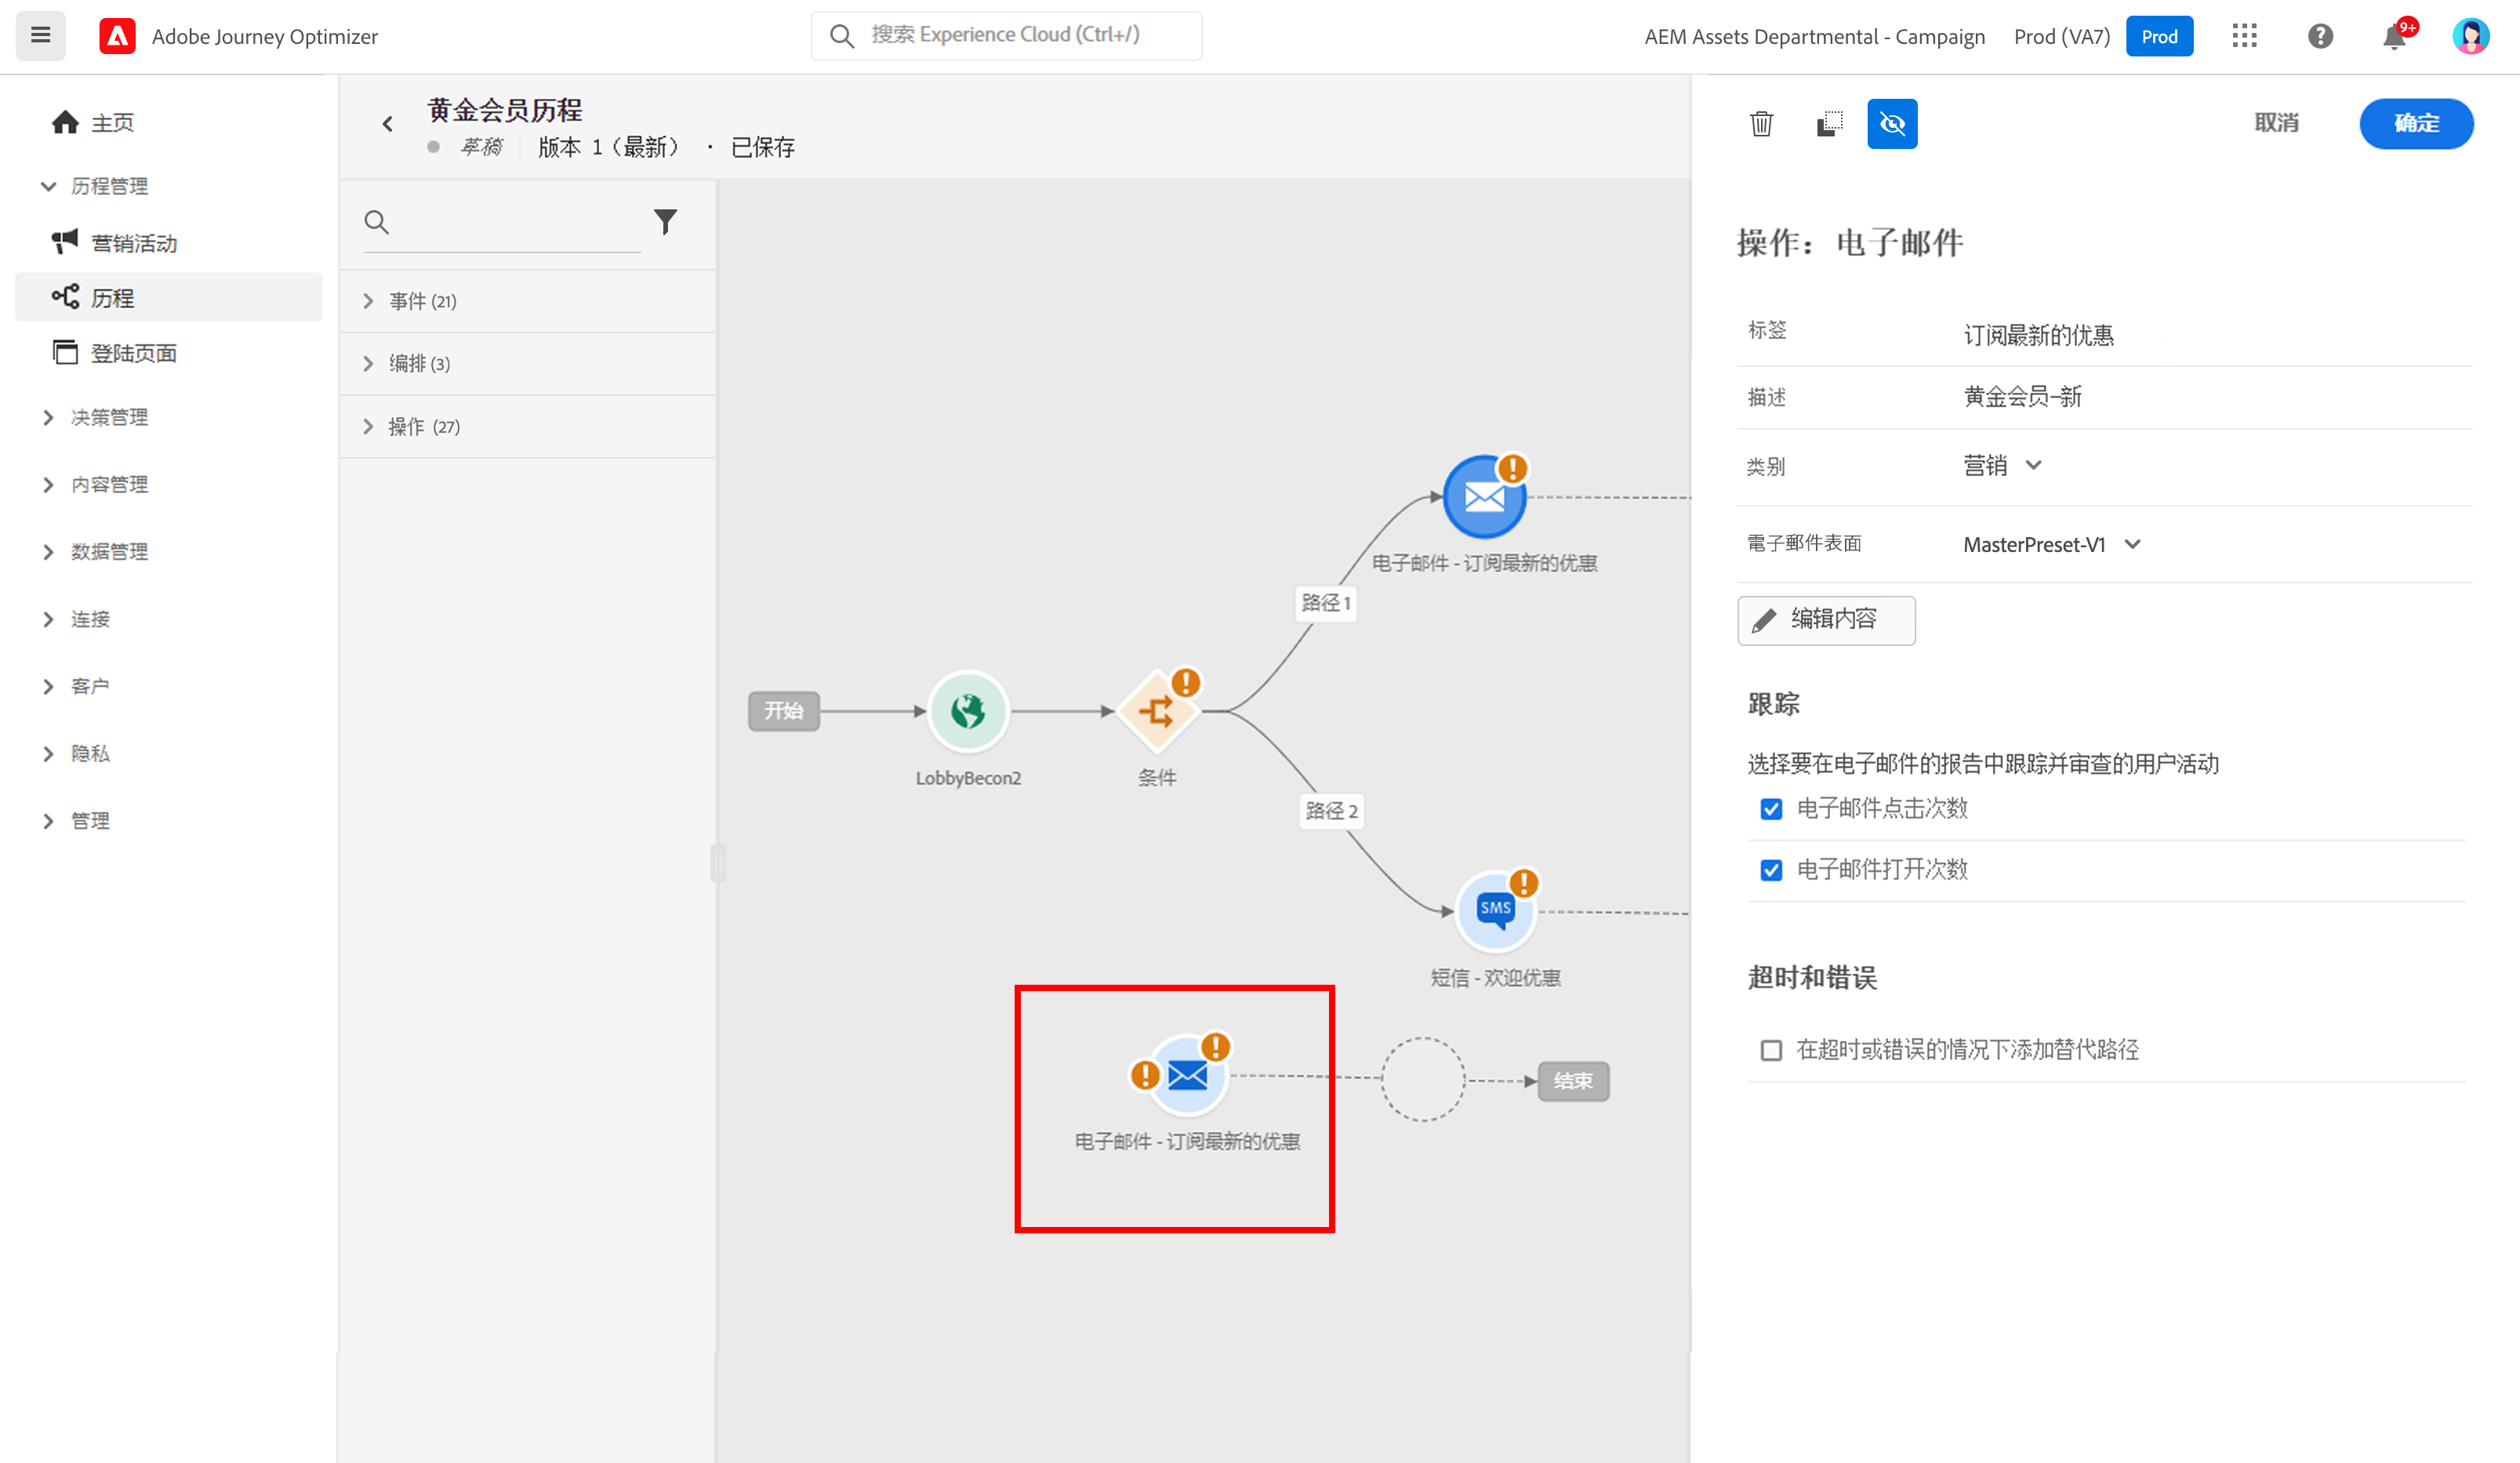 Adobe Journey Optimizer
搜索 Experience Cloud (Ctrl+/)
AEM Assets Departmental - Campaign
Prod (VA7)
Prod
9+
主页
历程管理
营销活动
历程
登陆页面
决策管理
内容管理
数据管理
连接
客户
隐私
管理
黄金会员历程
草稿
版本 1（最新） · 已保存
事件 (21)
编排 (3)
操作 (27)
开始
LobbyBecon2
条件
路径 1
路径 2
电子邮件 - 订阅最新的优惠
SMS
短信 - 欢迎优惠
电子邮件 - 订阅最新的优惠
结束
取消
确定
操作：电子邮件
标签
订阅最新的优惠
描述
黄金会员-新
类别
营销
電子郵件表面
MasterPreset-V1
编辑内容
跟踪
选择要在电子邮件的报告中跟踪并审查的用户活动
电子邮件点击次数
电子邮件打开次数
超时和错误
在超时或错误的情况下添加替代路径